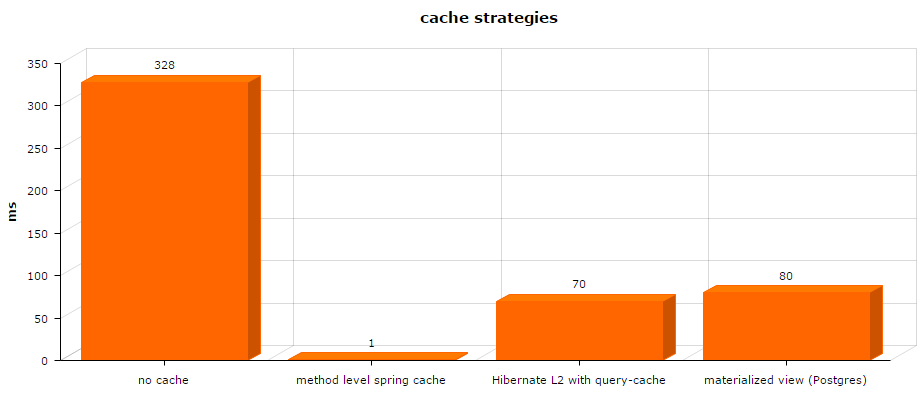 cache strategies
ms
350
300
250
200
150
100
50
0
328
1
70
80
no cache
method level spring cache
Hibernate L2 with query-cache
materialized view (Postgres)